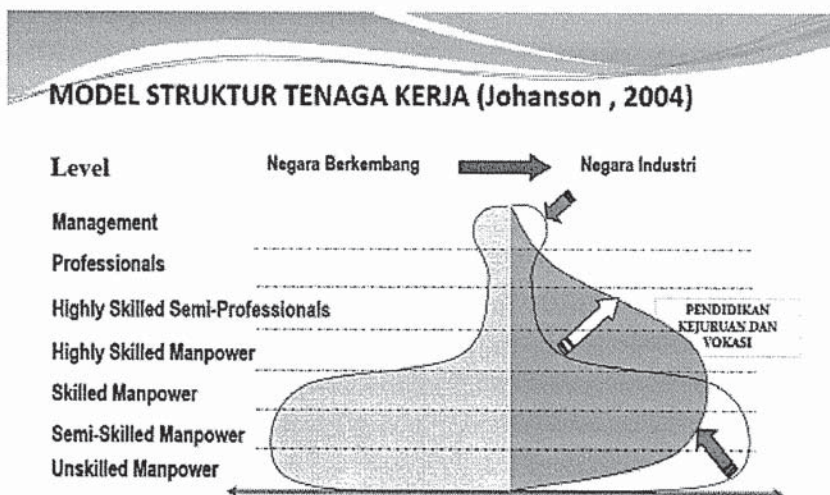 MODEL STRUKTUR TENAGA KERJA (Johanson , 2004)
Level
Negara Berkembang
Negara Industri
Management
Professionals
Highly Skilled Semi-Professionals
Highly Skilled Manpower
Skilled Manpower
Semi-Skilled Manpower
Unskilled Manpower
PENDIDIKAN
KEJURUAN DAN
VOKASI